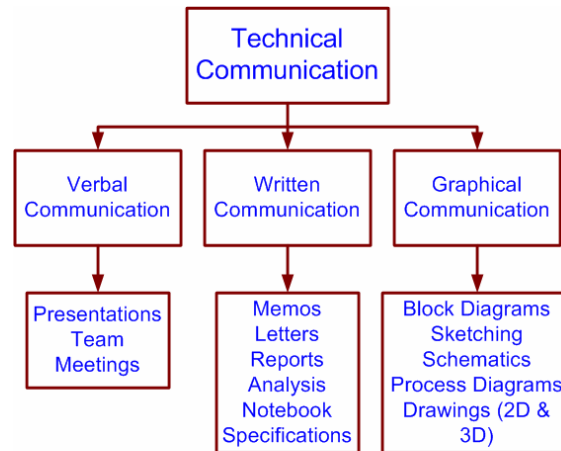 Technical
Communication
Verbal
Communication
Written
Communication
Graphical
Communication
Presentations
Team
Meetings
Memos
Letters
Reports
Analysis
Notebook
Specifications
Block Diagrams
Sketching
Schematics
Process Diagrams
Drawings (2D &
3D)